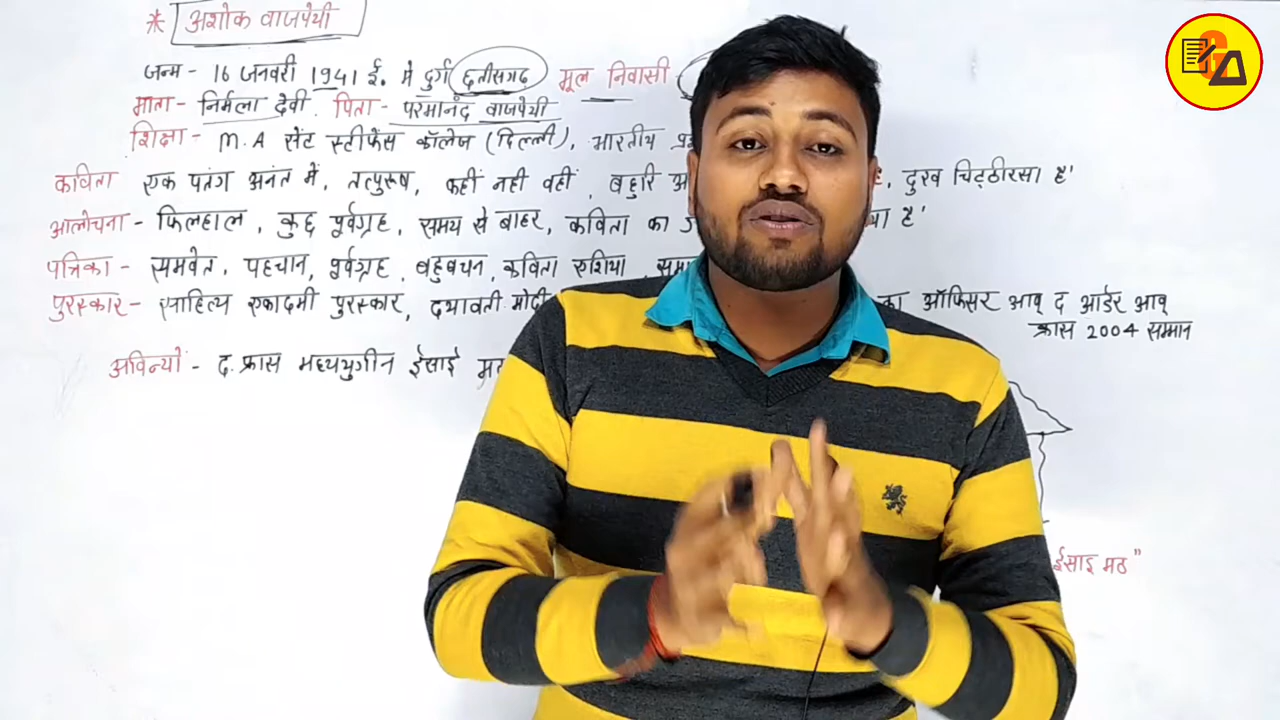 * अशोक वाजपेयी
जन्म - 16 जनवरी 1941 ई. मे दुर्ग (छत्तीसगढ़) मूल निवासी
माता - निर्मला देवी. पिता - परमानंद वाजपेयी
शिक्षा - M.A सेंट स्टीफेंस कॉलेज (दिल्ली), भारतीय
कविता एक पतंग अनंत में, तत्पुरुष, कहीं नहीं वहीं, बहुरि दुख चिट्ठीरसा है'
आलोचना - फिलहाल, कुछ पूर्वग्रह, समय से बाहर, कविता का है'
पत्रिका - समवेत, पहचान, पूर्वग्रह, बहुवचन, कविता एशिया,
पुरस्कार - साहित्य एकादमी पुरस्कार, दयावती मोदी का ऑफिसर आव् द आर्डर आव्
फ्रास 2004 सम्मान
अविन्यों - द. फ्रास मध्ययुगीन ईसाई
ईसाइ मठ"